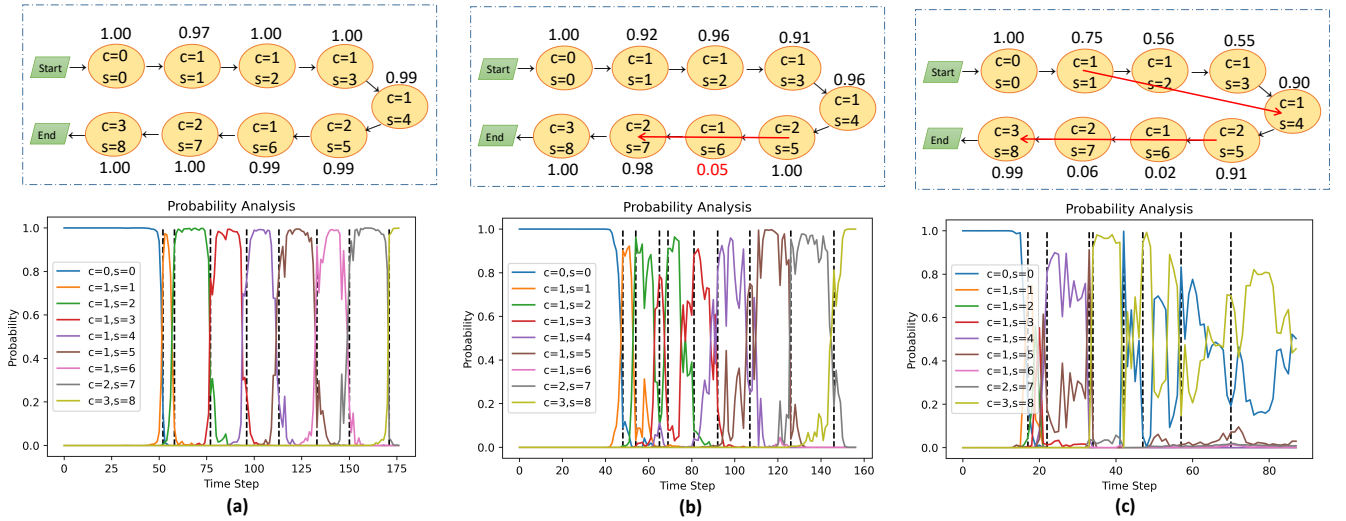 1.00 0.97 1.00 1.00
Start
c=0 s=0
c=1 s=1
c=1 s=2
c=1 s=3
0.99
c=1 s=4
End
c=3 s=8
c=2 s=7
c=1 s=6
c=2 s=5
1.00 1.00 0.99 0.99
Probability Analysis
Probability
1.0
0.8
0.6
0.4
0.2
0.0
c=0,s=0
c=1,s=1
c=1,s=2
c=1,s=3
c=1,s=4
c=1,s=5
c=1,s=6
c=2,s=7
c=3,s=8
0 25 50 75 100 125 150 175
Time Step
(a)
1.00 0.92 0.96 0.91
Start
c=0 s=0
c=1 s=1
c=1 s=2
c=1 s=3
0.96
c=1 s=4
End
c=3 s=8
c=2 s=7
c=1 s=6
c=2 s=5
1.00 0.98 0.05 1.00
Probability Analysis
Probability
1.0
0.8
0.6
0.4
0.2
0.0
c=0,s=0
c=1,s=1
c=1,s=2
c=1,s=3
c=1,s=4
c=1,s=5
c=1,s=6
c=2,s=7
c=3,s=8
0 20 40 60 80 100 120 140 160
Time Step
(b)
1.00 0.75 0.56 0.55
Start
c=0 s=0
c=1 s=1
c=1 s=2
c=1 s=3
0.90
c=1 s=4
End
c=3 s=8
c=2 s=7
c=1 s=6
c=2 s=5
0.99 0.06 0.02 0.91
Probability Analysis
Probability
1.0
0.8
0.6
0.4
0.2
0.0
c=0,s=0
c=1,s=1
c=1,s=2
c=1,s=3
c=1,s=4
c=1,s=5
c=1,s=6
c=2,s=7
c=3,s=8
0 20 40 60 80
Time Step
(c)